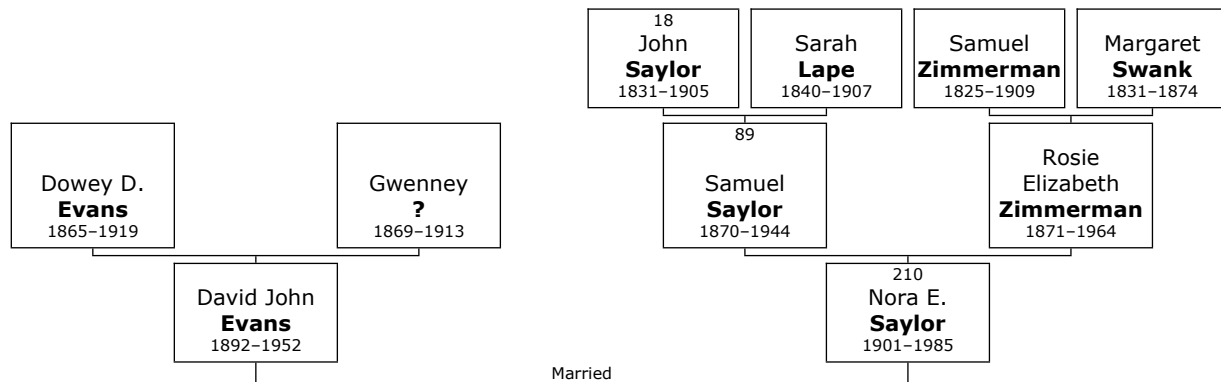 18
John
Saylor
1831–1905
Sarah
Lape
1840–1907
Samuel
Zimmerman
1825–1909
Margaret
Swank
1831–1874
Dowey D.
Evans
1865–1919
Gwenney
?
1869–1913
89
Samuel
Saylor
1870–1944
Rosie
Elizabeth
Zimmerman
1871–1964
David John
Evans
1892–1952
210
Nora E.
Saylor
1901–1985
Married